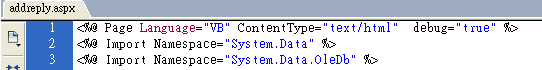 addreply.aspx
1 <%@ Page Language="VB" ContentType="text/html"  debug="true" %>
2 <%@ Import Namespace="System.Data" %>
3 <%@ Import Namespace="System.Data.OleDb" %>